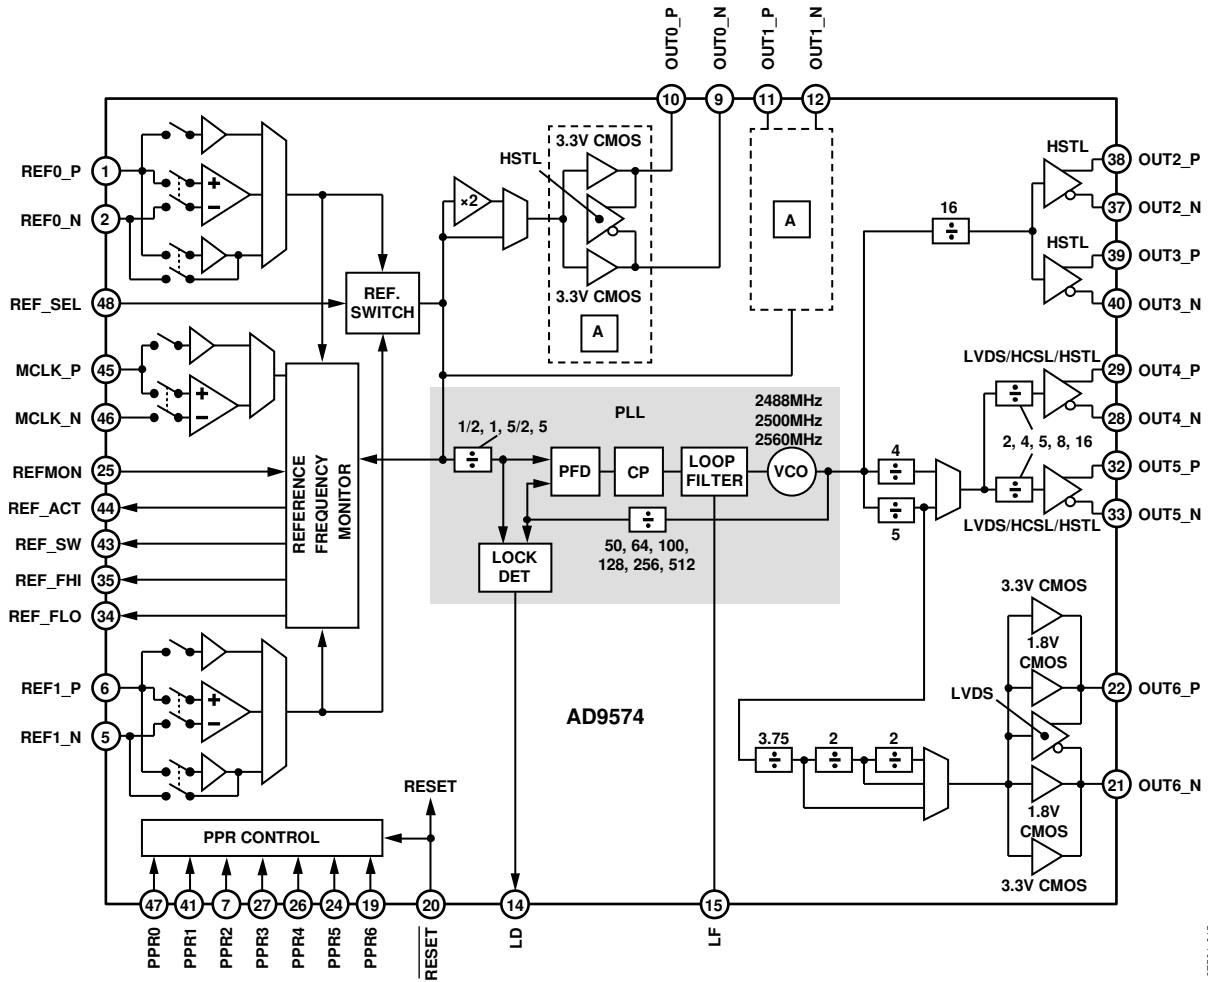 OUT0_P
OUT0_N
OUT1_P
OUT1_N
10
9
11
12
REF0_P
1
REF0_N
2
+
−
REF_SEL
48
REF.
SWITCH
×2
HSTL
3.3V CMOS
3.3V CMOS
A
A
16
÷
HSTL
38
OUT2_P
37
OUT2_N
HSTL
39
OUT3_P
40
OUT3_N
MCLK_P
45
MCLK_N
46
+
−
REFMON
25
REF_ACT
44
REF_SW
43
REF_FHI
35
REF_FLO
34
REFERENCE
FREQUENCY
MONITOR
PLL
1/2, 1, 5/2, 5
÷
PFD
CP
LOOP
FILTER
2488MHz
2500MHz
2560MHz
VCO
÷
50, 64, 100,
128, 256, 512
LOCK
DET
4
÷
÷
5
LVDS/HCSL/HSTL
÷
2, 4, 5, 8, 16
÷
LVDS/HCSL/HSTL
29
OUT4_P
28
OUT4_N
32
OUT5_P
33
OUT5_N
REF1_P
6
REF1_N
5
+
−
AD9574
3.75
÷
2
÷
2
÷
3.3V CMOS
1.8V
CMOS
LVDS
1.8V
CMOS
3.3V CMOS
22
OUT6_P
21
OUT6_N
RESET
PPR CONTROL
47
41
7
27
26
24
19
20
14
15
PPR0
PPR1
PPR2
PPR3
PPR4
PPR5
PPR6
RESET
LD
LF